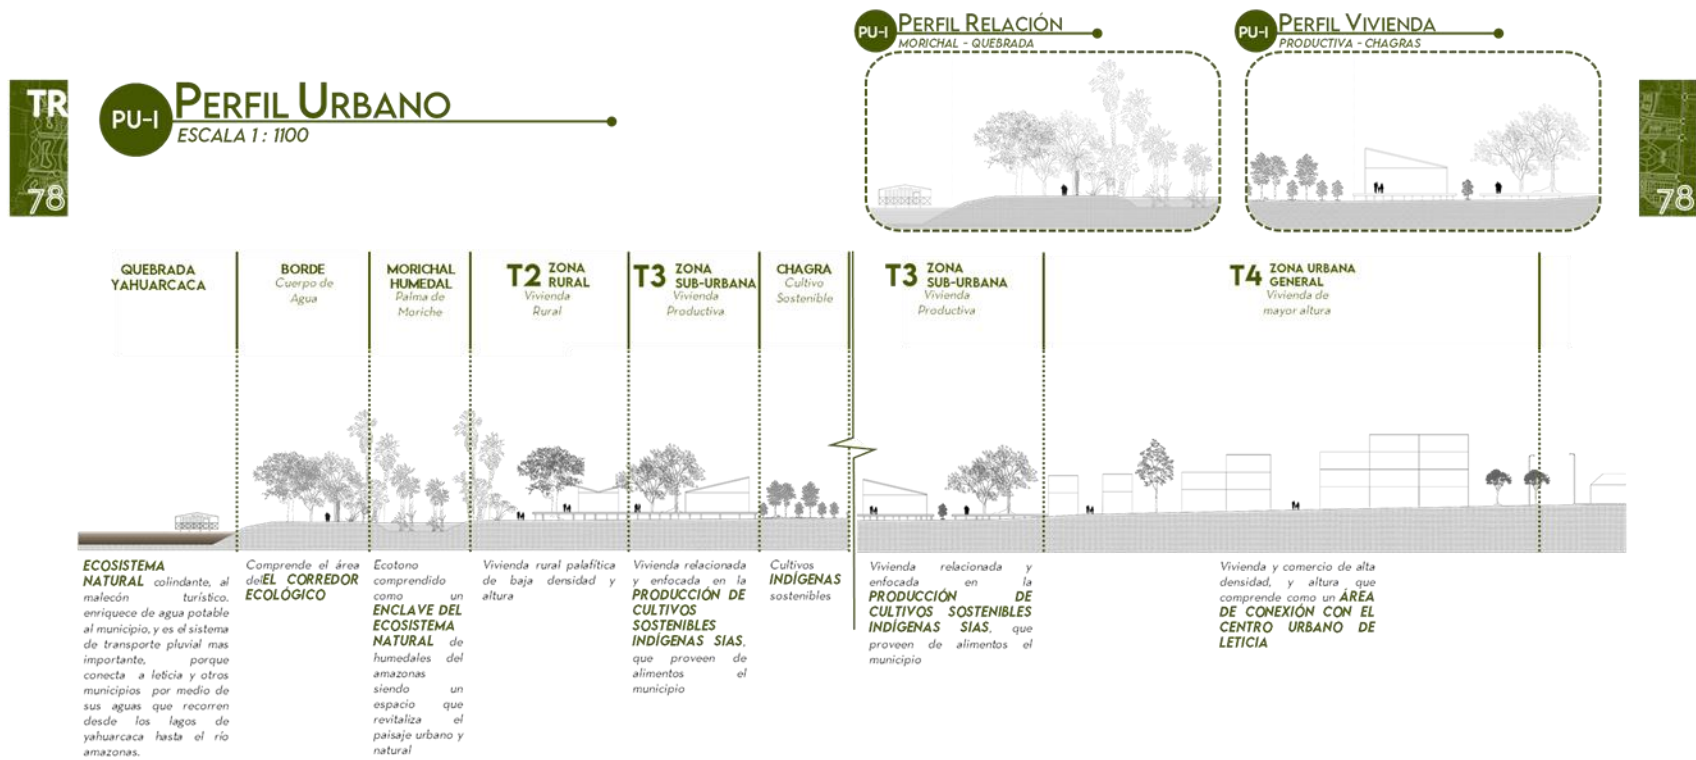 TR
78
PU-I
PERFIL URBANO
ESCALA 1 : 1100
PU-I
PERFIL RELACIÓN
MORICHAL - QUEBRADA
PU-I
PERFIL VIVIENDA
PRODUCTIVA - CHAGRAS
78
QUEBRADA
YAHUARCACA
BORDE
Cuerpo de
Agua
MORICHAL
HUMEDAL
Palma de
Moriche
T2 ZONA
RURAL
Vivienda
Rural
T3 ZONA
SUB-URBANA
Vivienda
Productiva
CHAGRA
Cultivo
Sostenible
T3 ZONA
SUB-URBANA
Vivienda
Productiva
T4 ZONA URBANA
GENERAL
Vivienda de
mayor altura
ECOSISTEMA
NATURAL colindante, al
malecón turístico,
enriquece de agua potable
al municipio, y es el sistema
de transporte pluvial mas
importante, porque
conecta a leticia y otros
municipios por medio de
sus aguas que recorren
desde los lagos de
yahuarcaca hasta el río
amazonas.
Comprende el área
delEL CORREDOR
ECOLÓGICO
Ecotono
comprendido
como un
ENCLAVE DEL
ECOSISTEMA
NATURAL de
humedales del
amazonas
siendo un
espacio que
revitaliza el
paisaje urbano y
natural
Vivienda rural palafítica
de baja densidad y
altura
Vivienda relacionada
y enfocada en la
PRODUCCIÓN DE
CULTIVOS
SOSTENIBLES
INDÍGENAS SIAS,
que proveen de
alimentos el
municipio
Cultivos
INDÍGENAS
sostenibles
Vivienda relacionada y
enfocada en la
PRODUCCIÓN DE
CULTIVOS SOSTENIBLES
INDÍGENAS SIAS, que
proveen de alimentos el
municipio
Vivienda y comercio de alta
densidad, y altura que
comprende como un ÁREA
DE CONEXIÓN CON EL
CENTRO URBANO DE
LETICIA